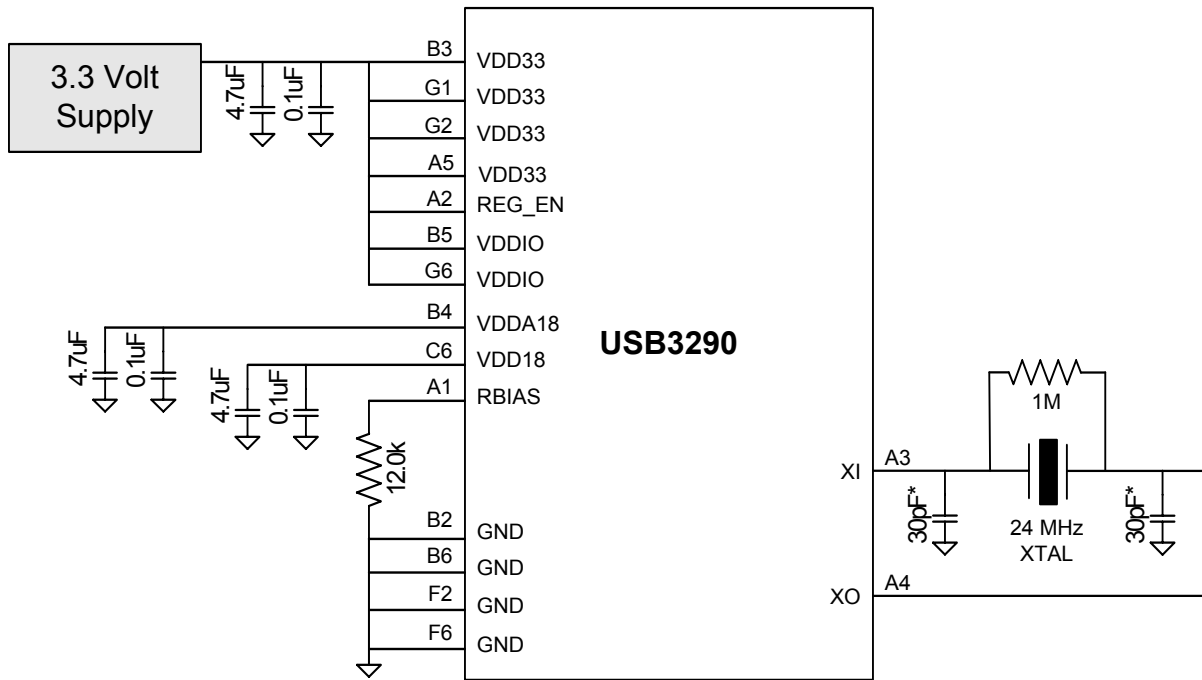 3.3 Volt
Supply
4.7uF
0.1uF
B3
VDD33
G1
VDD33
G2
VDD33
A5
VDD33
A2
REG_EN
B5
VDDIO
G6
VDDIO
B4
VDDA18
4.7uF
0.1uF
C6
VDD18
4.7uF
0.1uF
A1
RBIAS
12.0k
B2
GND
B6
GND
F2
GND
F6
GND
USB3290
1M
XI
A3
30pF*
24 MHz
XTAL
30pF*
XO
A4